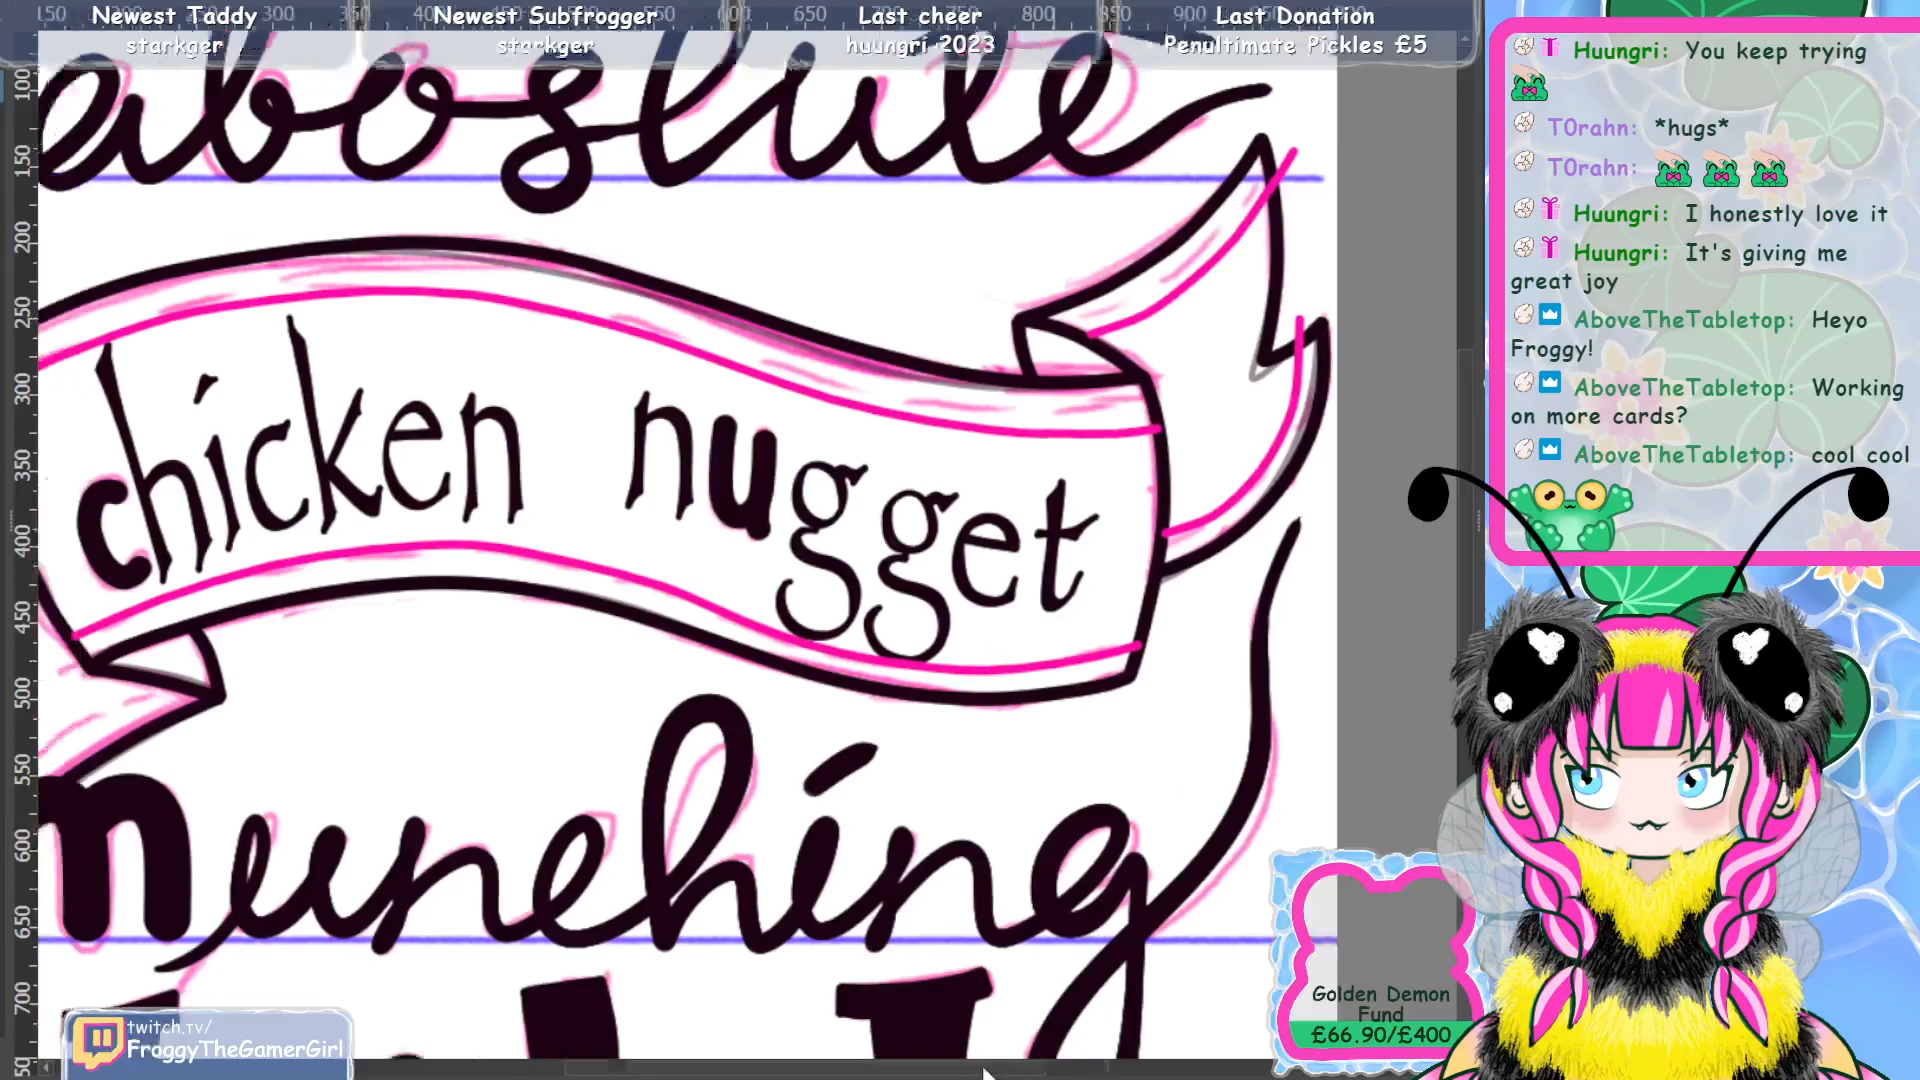 Newest Taddy
starkger
Newest Subfrogger
starkger
Last cheer
huungri 2023
Last Donation
Penultimate Pickles £5
aboslute
chicken nugget
munching
Huungri: You keep trying
T0rahn: *hugs*
T0rahn:
Huungri: I honestly love it
Huungri: It's giving me
great joy
AboveTheTabletop: Heyo
Froggy!
AboveTheTabletop: Working
on more cards?
AboveTheTabletop: cool cool
Golden Demon
Fund
£66.90/£400
twitch.tv/
FroggyTheGamerGirl